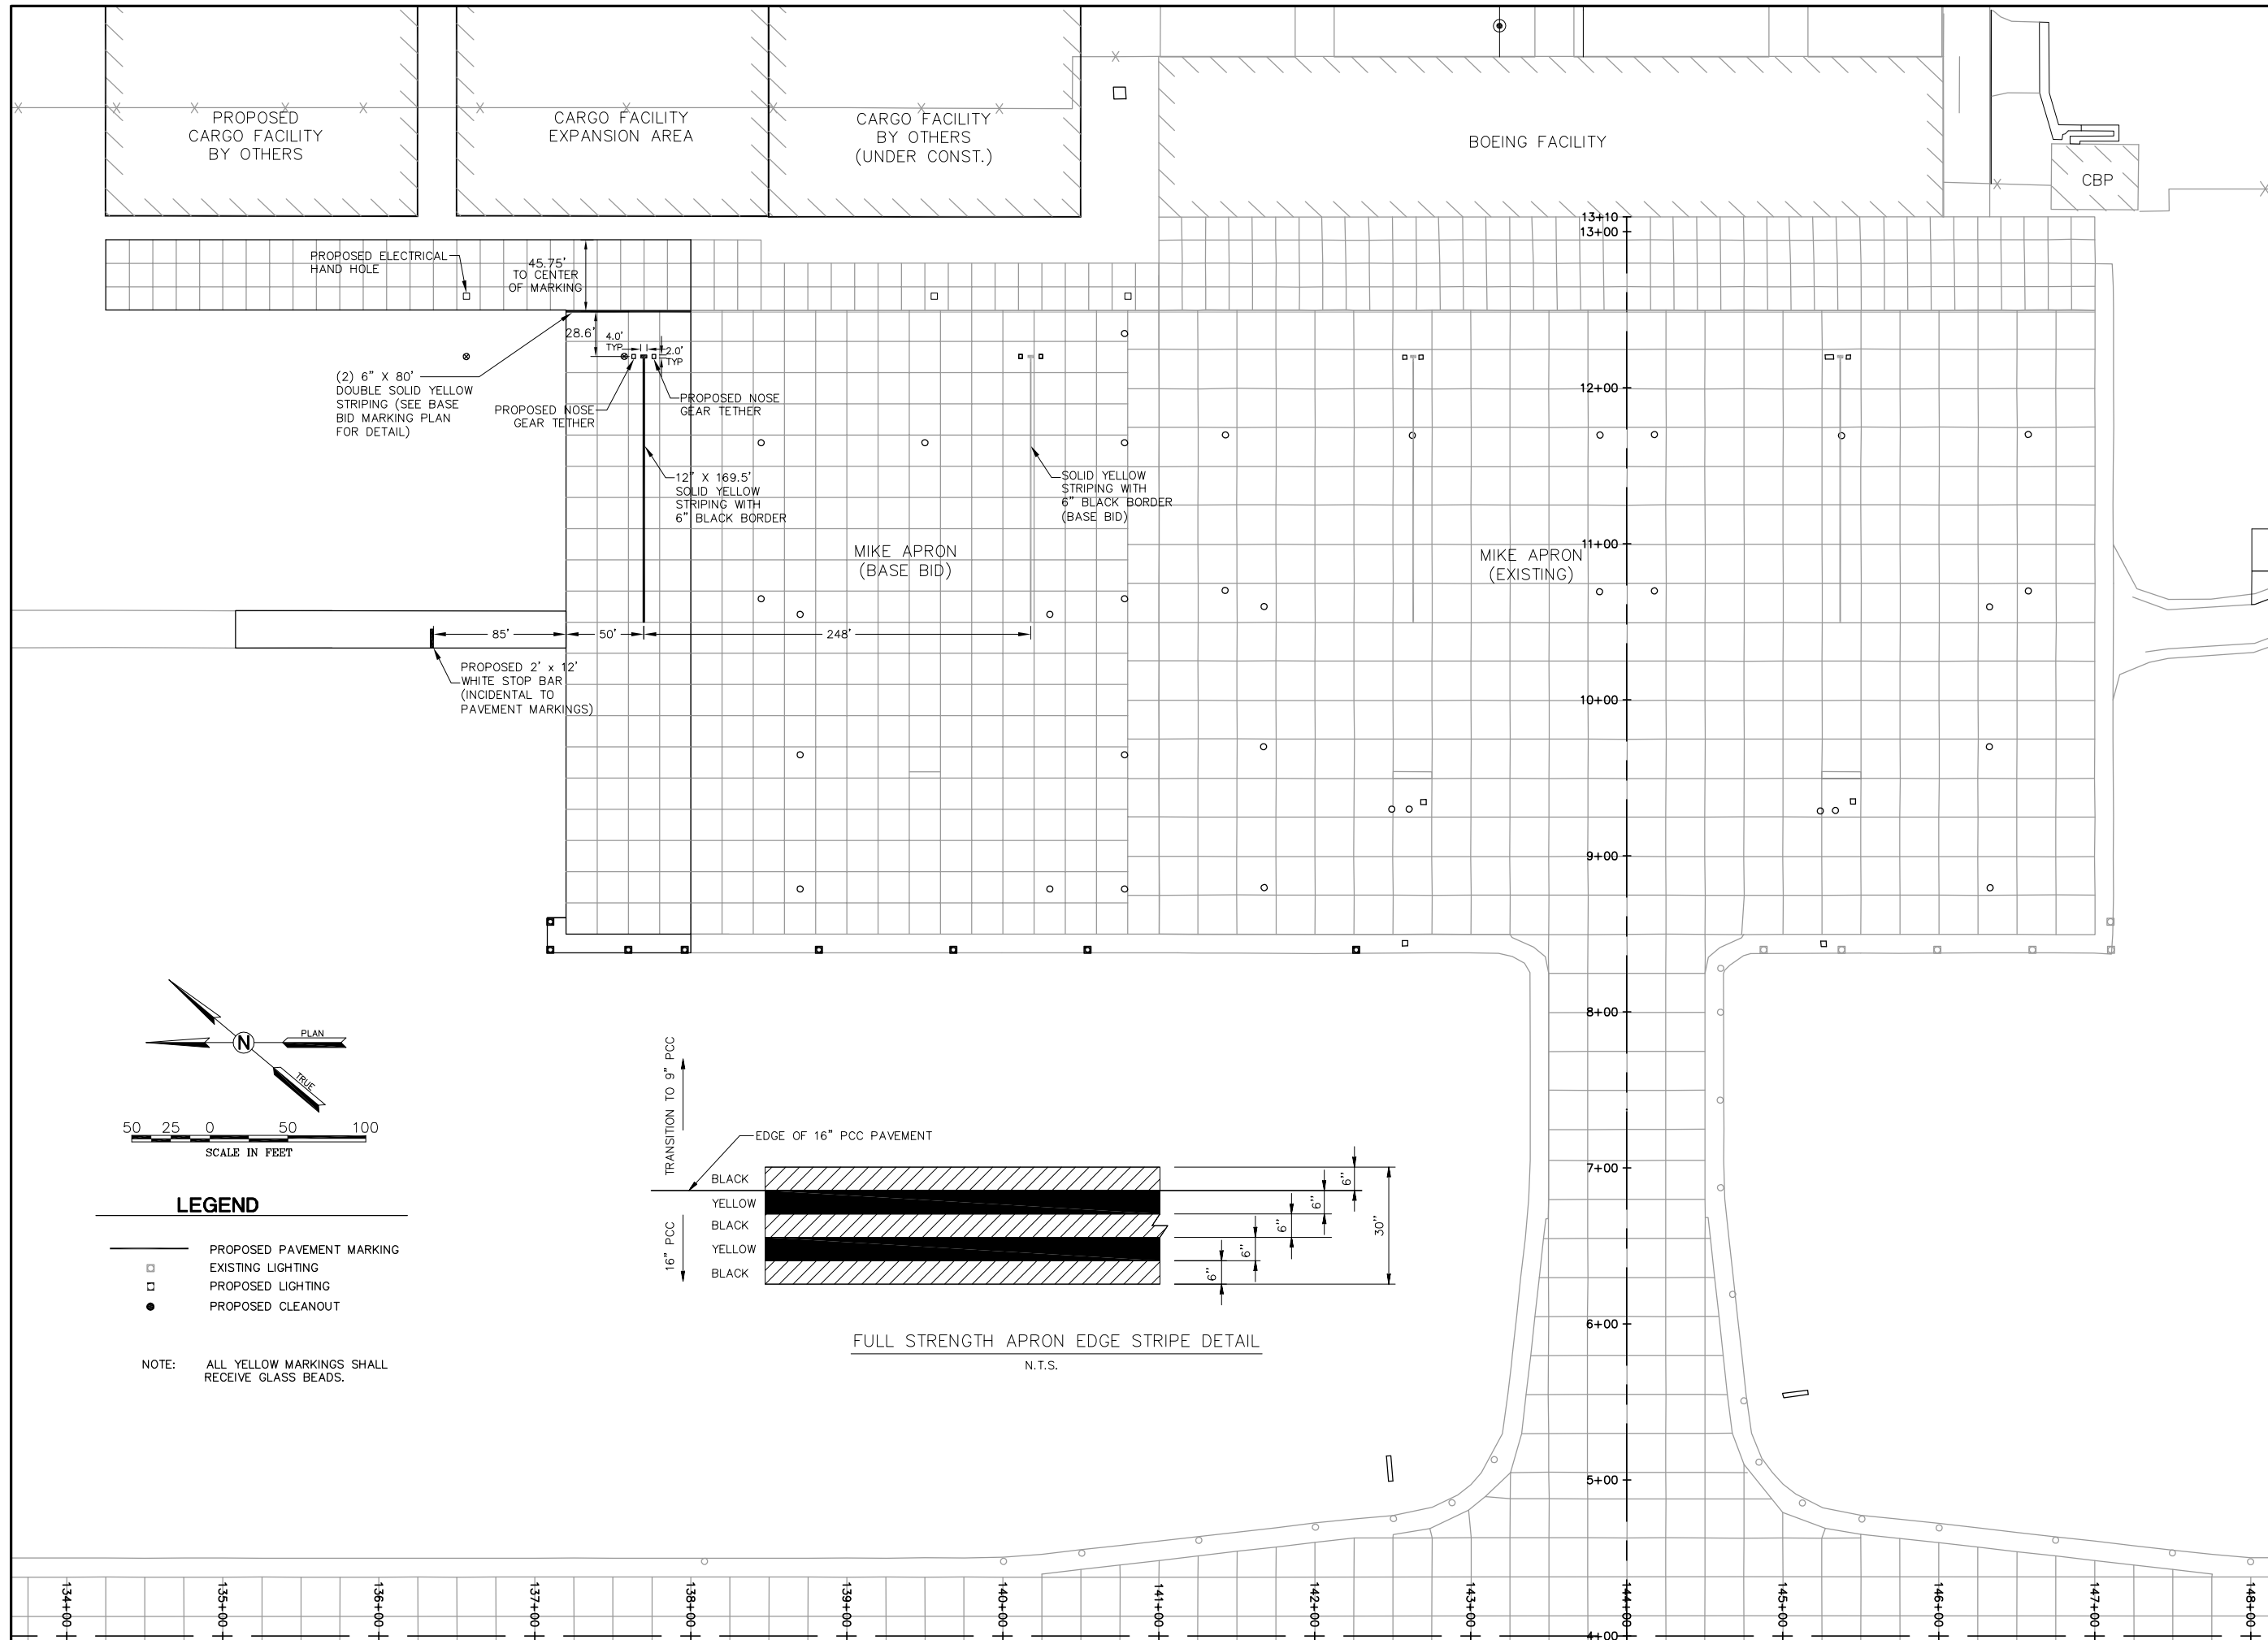 PROPOSED
CARGO FACILITY
BY OTHERS
CARGO FACILITY
EXPANSION AREA
CARGO FACILITY
BY OTHERS
(UNDER CONST.)
BOEING FACILITY
CBP
13+10
13+00
12+00
11+00
10+00
9+00
8+00
7+00
6+00
5+00
4+00
PROPOSED ELECTRICAL
HAND HOLE
45.75'
TO CENTER
OF MARKING
28.6'
4.0'
TYP
2.0'
TYP
(2) 6" X 80'
DOUBLE SOLID YELLOW
STRIPING (SEE BASE
BID MARKING PLAN
FOR DETAIL)
PROPOSED NOSE
GEAR TETHER
PROPOSED NOSE
GEAR TETHER
12" X 169.5'
SOLID YELLOW
STRIPING WITH
6" BLACK BORDER
SOLID YELLOW
STRIPING WITH
6" BLACK BORDER
(BASE BID)
MIKE APRON
(BASE BID)
MIKE APRON
(EXISTING)
85'
50'
248'
PROPOSED 2' x 12'
WHITE STOP BAR
(INCIDENTAL TO
PAVEMENT MARKINGS)
N
PLAN
TRUE
50 25 0 50 100
SCALE IN FEET
LEGEND
PROPOSED PAVEMENT MARKING
EXISTING LIGHTING
PROPOSED LIGHTING
PROPOSED CLEANOUT
NOTE: ALL YELLOW MARKINGS SHALL
RECEIVE GLASS BEADS.
TRANSITION TO 9" PCC
16" PCC
EDGE OF 16" PCC PAVEMENT
BLACK
YELLOW
BLACK
YELLOW
BLACK
6"
6"
6"
6"
6"
30"
FULL STRENGTH APRON EDGE STRIPE DETAIL
N.T.S.
134+00
135+00
136+00
137+00
138+00
139+00
140+00
141+00
142+00
143+00
144+00
145+00
146+00
147+00
148+00